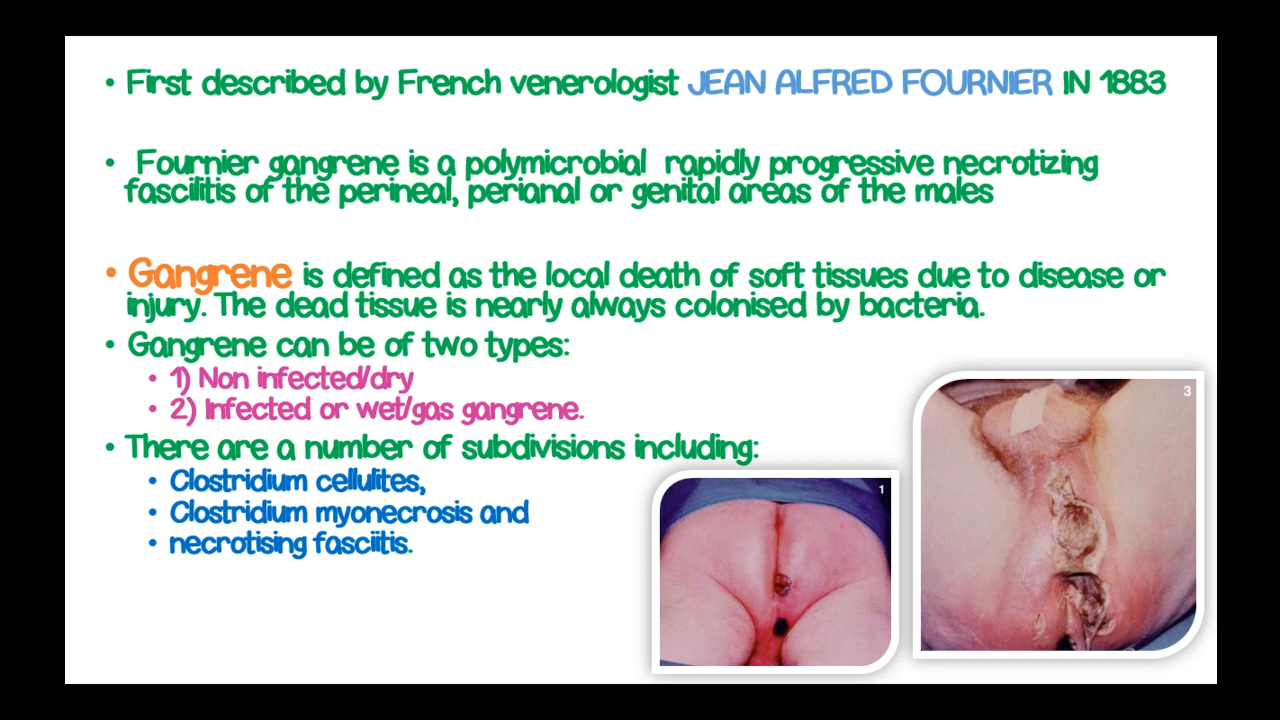 • First described by French venerologist JEAN ALFRED FOURNIER IN 1883
• Fournier gangrene is a polymicrobial rapidly progressive necrotizing
fascilitis of the perineal, perianal or genital areas of the males
• Gangrene is defined as the local death of soft tissues due to disease or
injury. The dead tissue is nearly always colonised by bacteria.
• Gangrene can be of two types:
• 1) Non infected/dry
• 2) Infected or wet/gas gangrene.
• There are a number of subdivisions including:
• Clostridium cellulites,
• Clostridium myonecrosis and
• necrotising fasciitis.
1
3